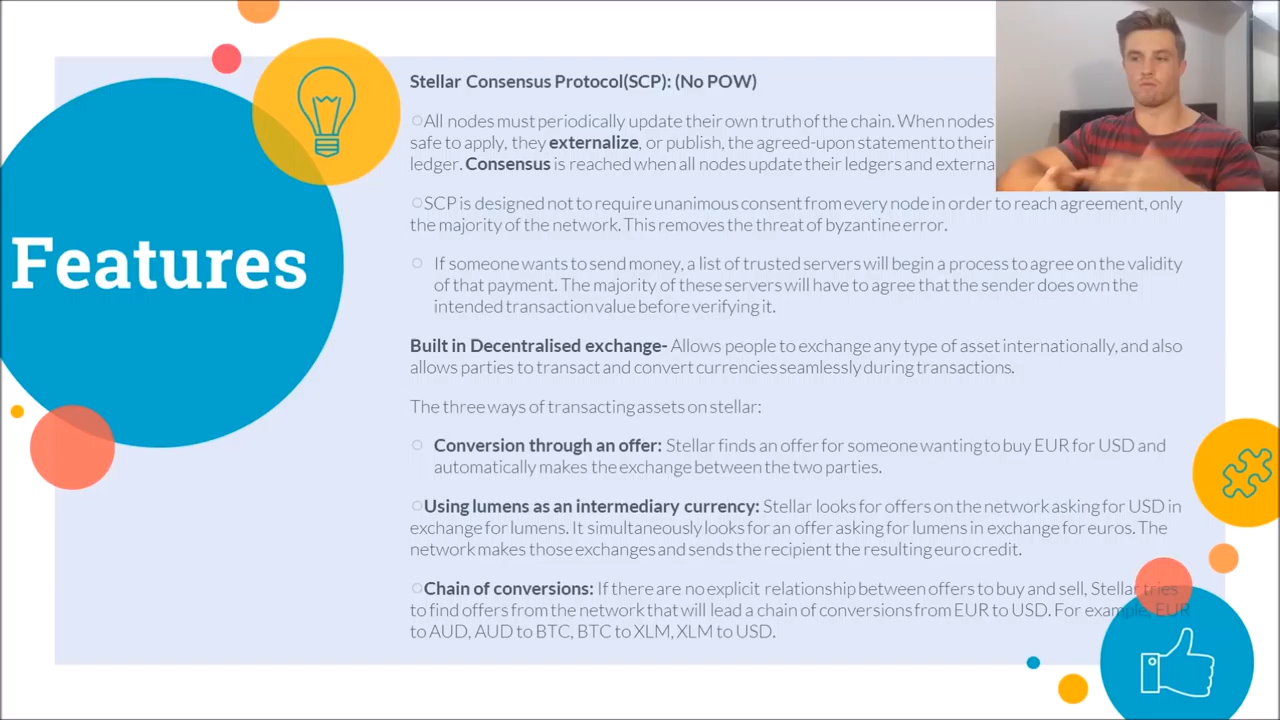 Stellar Consensus Protocol(SCP): (No POW)
○All nodes must periodically update their own truth of the chain. When nodes
safe to apply, they externalize, or publish, the agreed-upon statement to their
ledger. Consensus is reached when all nodes update their ledgers and externa
Features
○SCP is designed not to require unanimous consent from every node in order to reach agreement, only
the majority of the network. This removes the threat of byzantine error.
○ If someone wants to send money, a list of trusted servers will begin a process to agree on the validity
of that payment. The majority of these servers will have to agree that the sender does own the
intended transaction value before verifying it.
Built in Decentralised exchange- Allows people to exchange any type of asset internationally, and also
allows parties to transact and convert currencies seamlessly during transactions.
The three ways of transacting assets on stellar:
○ Conversion through an offer: Stellar finds an offer for someone wanting to buy EUR for USD and
automatically makes the exchange between the two parties.
○Using lumens as an intermediary currency: Stellar looks for offers on the network asking for USD in
exchange for lumens. It simultaneously looks for an offer asking for lumens in exchange for euros. The
network makes those exchanges and sends the recipient the resulting euro credit.
○Chain of conversions: If there are no explicit relationship between offers to buy and sell, Stellar tries
to find offers from the network that will lead a chain of conversions from EUR to USD. For example, EUR
to AUD, AUD to BTC, BTC to XLM, XLM to USD.